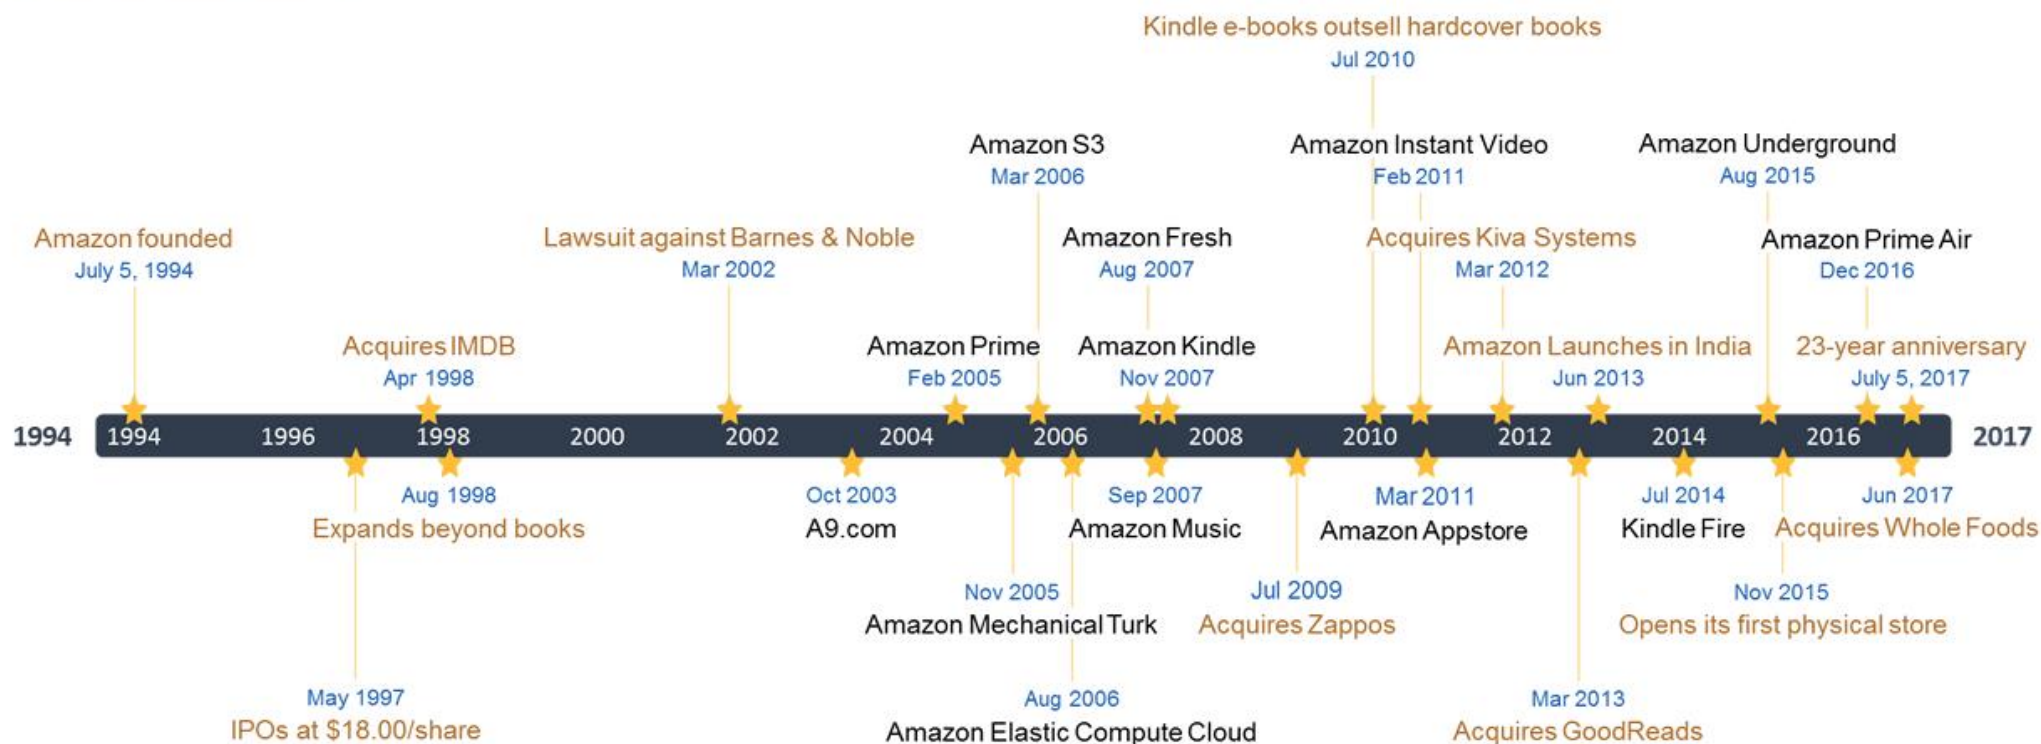 Kindle e-books outsell hardcover books
Jul 2010
Amazon S3
Mar 2006
Amazon Instant Video
Feb 2011
Amazon Underground
Aug 2015
Amazon founded
July 5, 1994
Lawsuit against Barnes & Noble
Mar 2002
Amazon Fresh
Aug 2007
Acquires Kiva Systems
Mar 2012
Amazon Prime Air
Dec 2016
Acquires IMDB
Apr 1998
Amazon Prime
Feb 2005
Amazon Kindle
Nov 2007
Amazon Launches in India
Jun 2013
23-year anniversary
July 5, 2017
1994 1994 1996 1998 2000 2002 2004 2006 2008 2010 2012 2014 2016 2017
Aug 1998
Expands beyond books
Oct 2003
A9.com
Sep 2007
Amazon Music
Mar 2011
Amazon Appstore
Jul 2014
Kindle Fire
Jun 2017
Acquires Whole Foods
Nov 2005
Amazon Mechanical Turk
Jul 2009
Acquires Zappos
Nov 2015
Opens its first physical store
May 1997
IPOs at $18.00/share
Aug 2006
Amazon Elastic Compute Cloud
Mar 2013
Acquires GoodReads